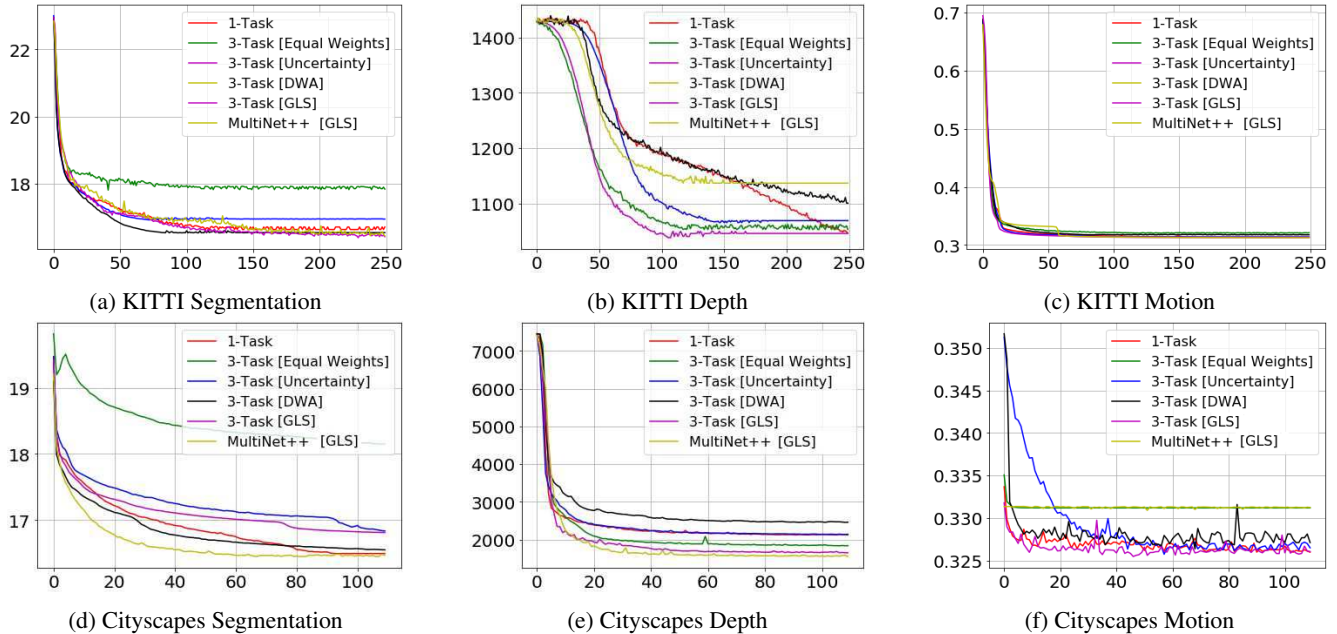 22
20
18
0 50 100 150 200 250
1-Task
3-Task [Equal Weights]
3-Task [Uncertainty]
3-Task [DWA]
3-Task [GLS]
MultiNet++ [GLS]
(a) KITTI Segmentation
1400
1300
1200
1100
0 50 100 150 200 250
1-Task
3-Task [Equal Weights]
3-Task [Uncertainty]
3-Task [DWA]
3-Task [GLS]
MultiNet++ [GLS]
(b) KITTI Depth
0.7
0.6
0.5
0.4
0.3
0 50 100 150 200 250
1-Task
3-Task [Equal Weights]
3-Task [Uncertainty]
3-Task [DWA]
3-Task [GLS]
MultiNet++ [GLS]
(c) KITTI Motion
19
18
17
0 20 40 60 80 100
1-Task
3-Task [Equal Weights]
3-Task [Uncertainty]
3-Task [DWA]
3-Task [GLS]
MultiNet++ [GLS]
(d) Cityscapes Segmentation
7000
6000
5000
4000
3000
2000
0 20 40 60 80 100
1-Task
3-Task [Equal Weights]
3-Task [Uncertainty]
3-Task [DWA]
3-Task [GLS]
MultiNet++ [GLS]
(e) Cityscapes Depth
0.350
0.345
0.340
0.335
0.330
0.325
0 20 40 60 80 100
1-Task
3-Task [Equal Weights]
3-Task [Uncertainty]
3-Task [DWA]
3-Task [GLS]
MultiNet++ [GLS]
(f) Cityscapes Motion